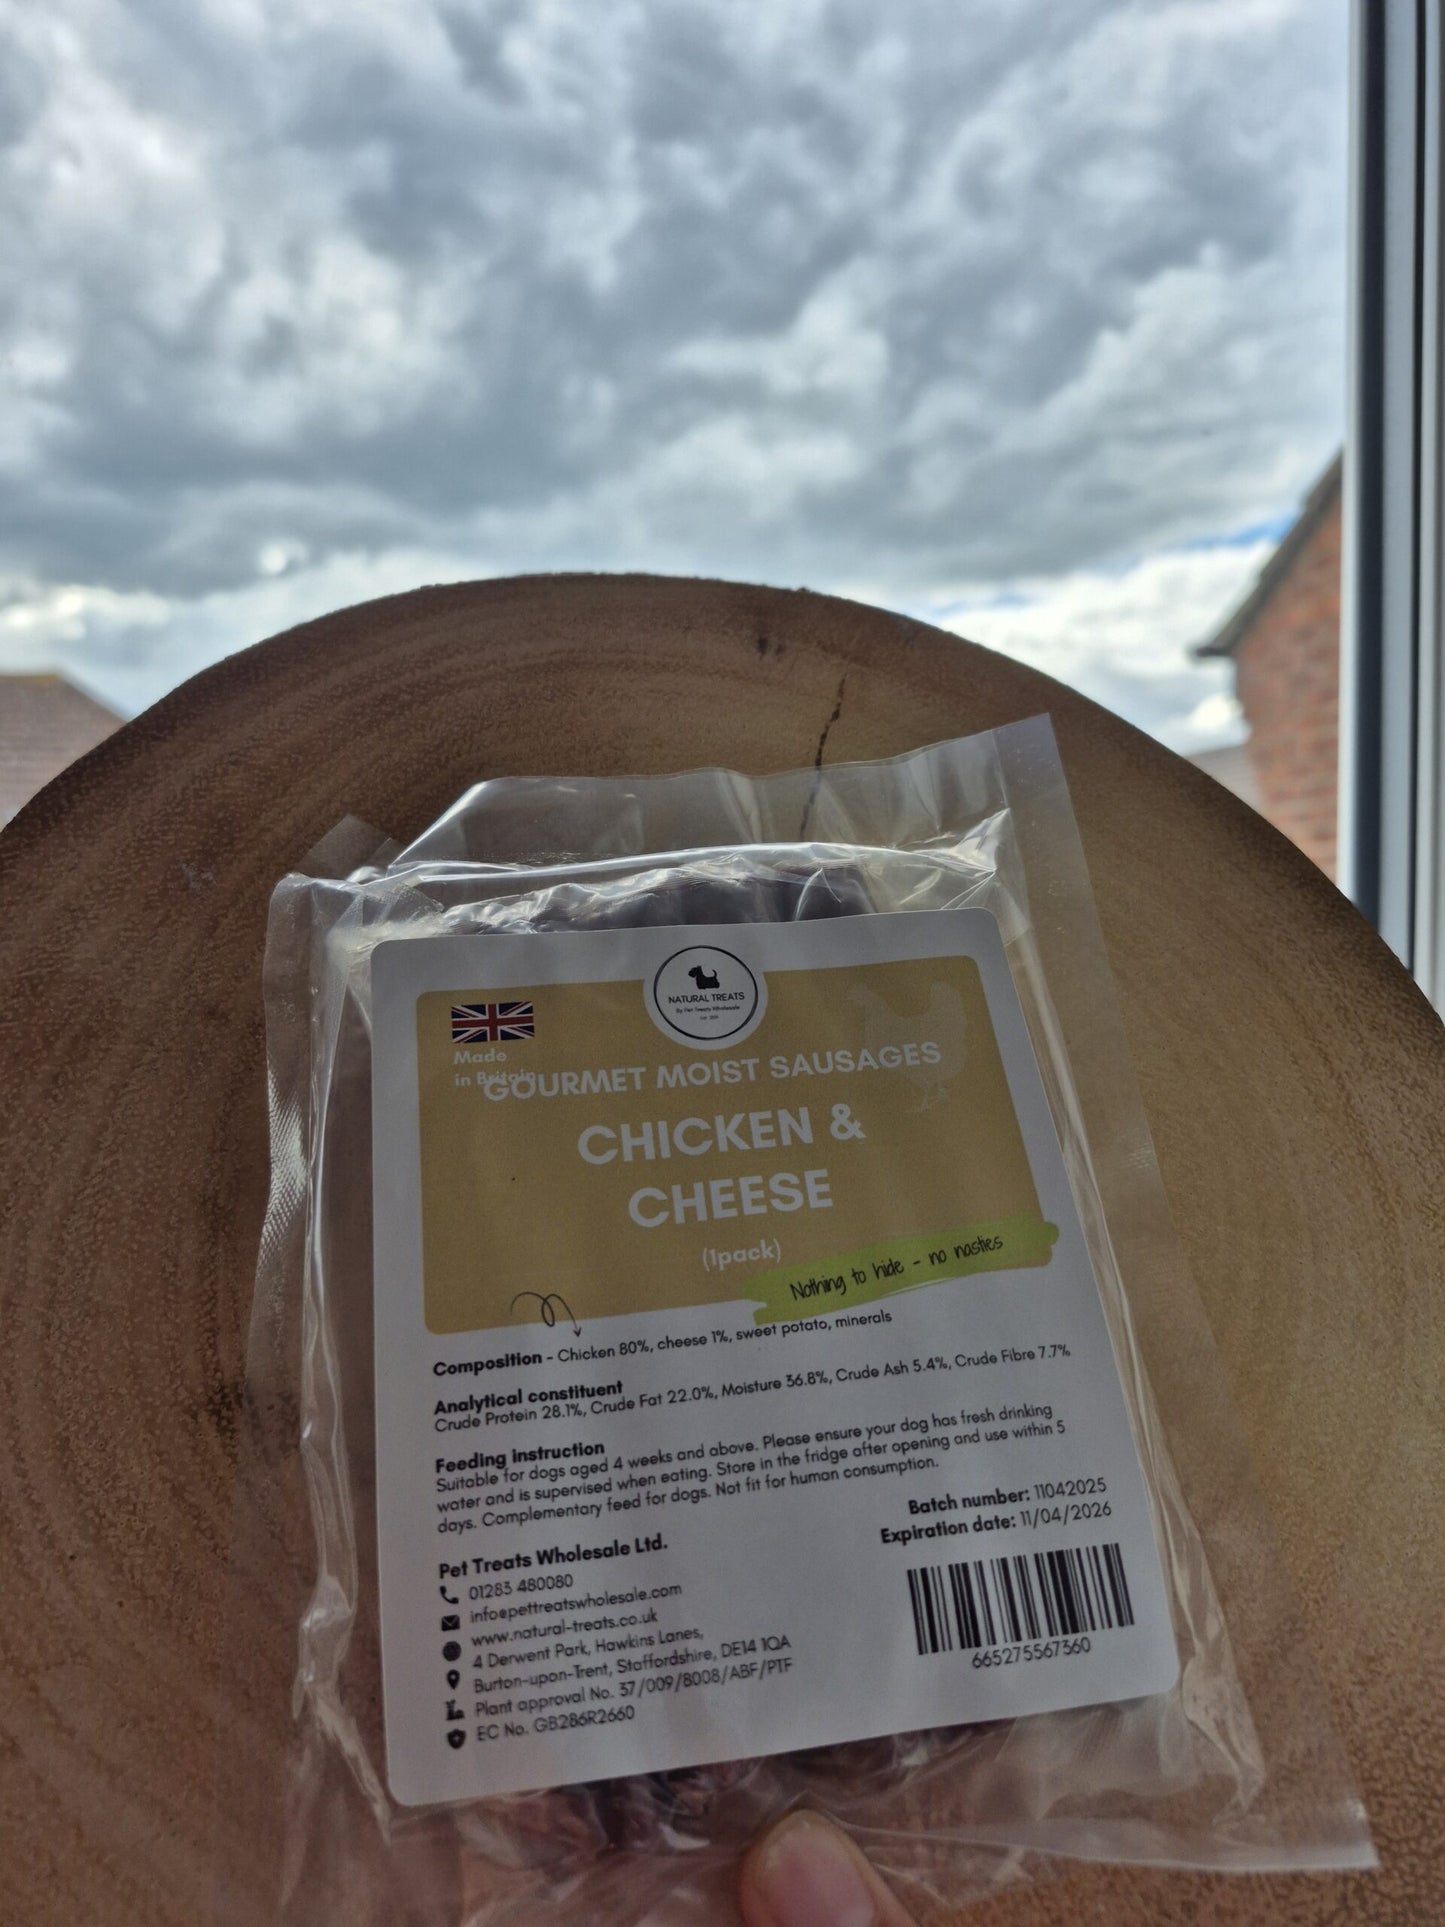 NATURAL TREATS
By Pet Treats Wholesale
Made
in Britain
GOURMET MOIST SAUSAGES
CHICKEN &
CHEESE
(1pack)
Nothing to hide - no nasties
Composition - Chicken 80%, cheese 1%, sweet potato, minerals
Analytical constituent
Crude Protein 28.1%, Crude Fat 22.0%, Moisture 36.8%, Crude Ash 5.4%, Crude Fibre 7.7%
Feeding instruction
Suitable for dogs aged 4 weeks and above. Please ensure your dog has fresh drinking
water and is supervised when eating. Store in the fridge after opening and use within 5
days. Complementary feed for dogs. Not fit for human consumption.
Batch number: 11042025
Expiration date: 11/04/2026
Pet Treats Wholesale Ltd.
01283 480080
info@pettreatswholesale.com
www.natural-treats.co.uk
4 Derwent Park, Hawkins Lanes,
Burton-upon-Trent, Staffordshire, DE14 1QA
Plant approval No. 37/009/8008/ABF/PTF
EC No. GB286R2660
665275567360